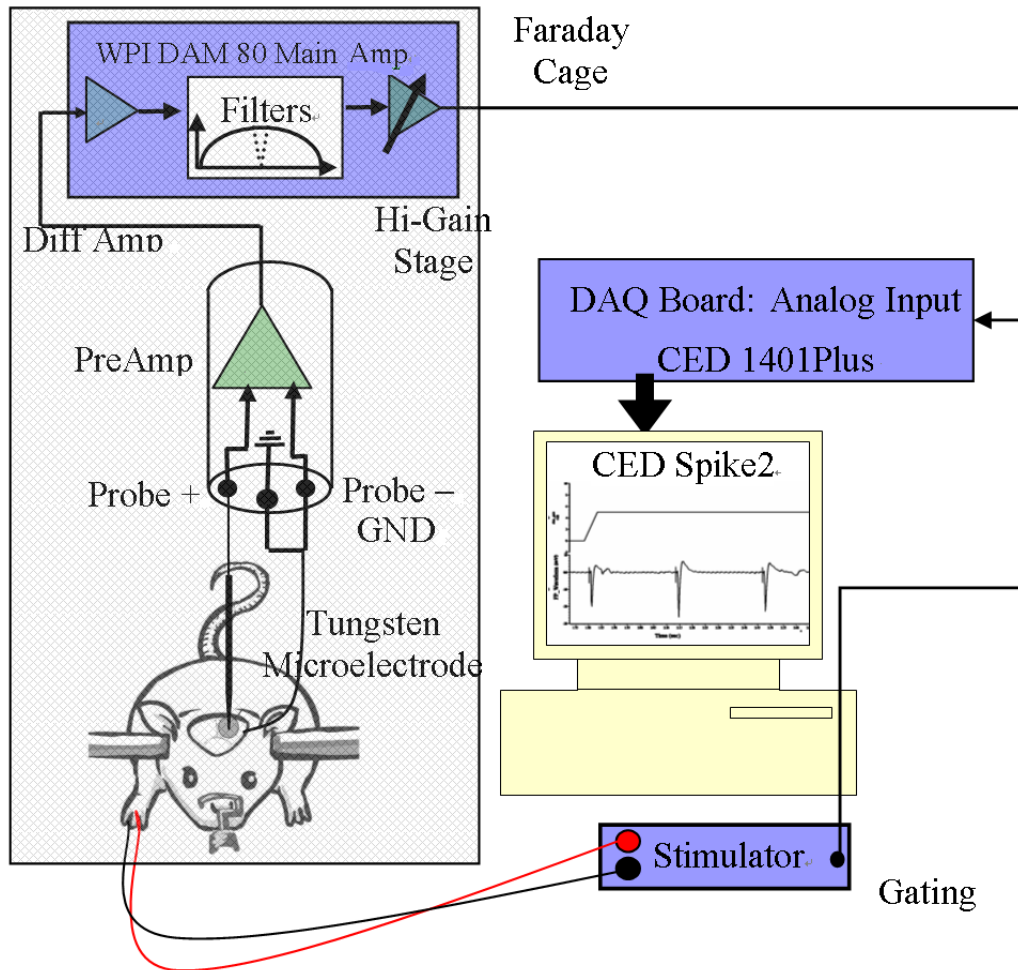 Faraday
Cage
WPI DAM 80 Main Amp
Filters
Hi-Gain
Stage
Diff Amp
DAQ Board: Analog Input
CED 1401Plus
PreAmp
CED Spike2
Probe +
Probe –
GND
Time (sec)
Tungsten
Microelectrode
Stimulator
Gating